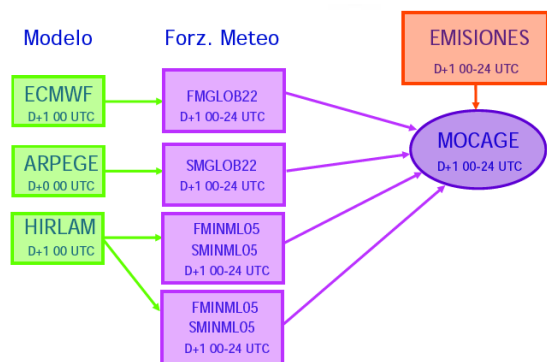 Modelo
Forz. Meteo
EMISIONES
D+1 00-24 UTC
ECMWF
D+1 00 UTC
FMGLOB22
D+1 00-24 UTC
MOCAGE
D+1 00-24 UTC
ARPEGE
D+0 00 UTC
SMGLOB22
D+1 00-24 UTC
HIRLAM
D+1 00 UTC
FMINML05
SMINML05
D+1 00-24 UTC
FMINML05
SMINML05
D+1 00-24 UTC